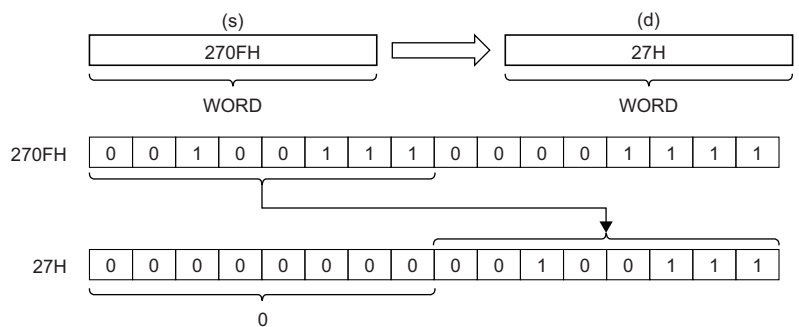 (s) (d)
270FH 27H
WORD WORD
270FH 0 0 1 0 0 1 1 1 0 0 0 0 1 1 1 1
27H 0 0 0 0 0 0 0 0 0 0 1 0 0 1 1 1
0